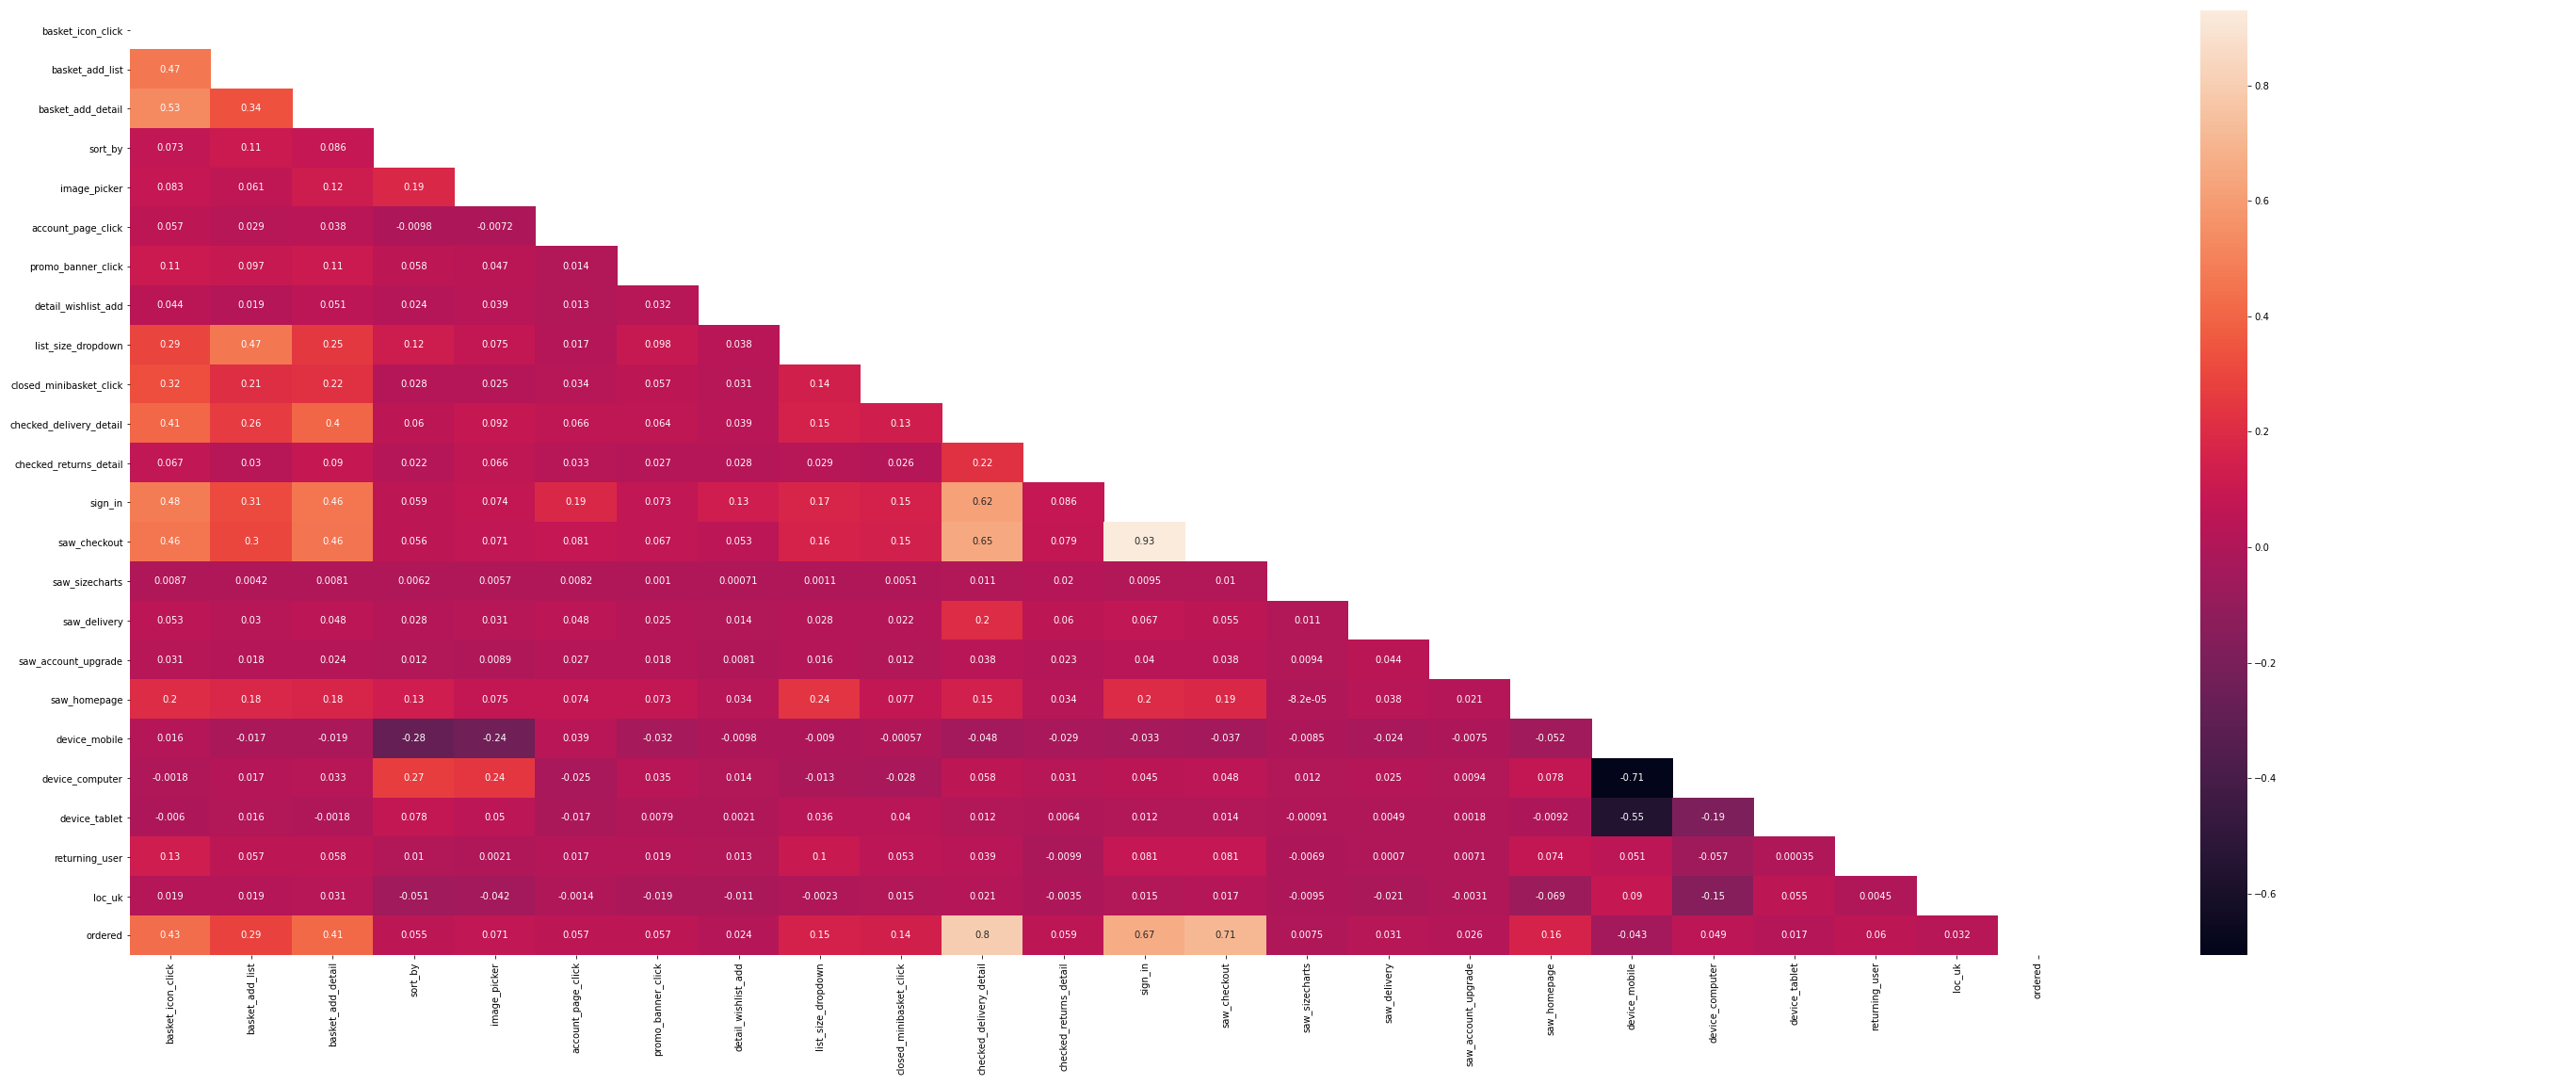 basket_icon_click
basket_add_list 0.47
basket_add_detail 0.53 0.34
sort_by 0.073 0.11 0.086
image_picker 0.083 0.061 0.12 0.19
account_page_click 0.057 0.029 0.038 -0.0098 -0.0072
promo_banner_click 0.11 0.097 0.11 0.058 0.047 0.014
detail_wishlist_add 0.044 0.019 0.051 0.024 0.039 0.013 0.032
list_size_dropdown 0.29 0.47 0.25 0.12 0.075 0.017 0.098 0.038
closed_minibasket_click 0.32 0.21 0.22 0.028 0.025 0.034 0.057 0.031 0.14
checked_delivery_detail 0.41 0.26 0.4 0.06 0.092 0.066 0.064 0.039 0.15 0.13
checked_returns_detail 0.067 0.03 0.09 0.022 0.066 0.033 0.027 0.028 0.029 0.026 0.22
sign_in 0.48 0.31 0.46 0.059 0.074 0.19 0.073 0.13 0.17 0.15 0.62 0.086
saw_checkout 0.46 0.3 0.46 0.056 0.071 0.081 0.067 0.053 0.16 0.15 0.65 0.079 0.93
saw_sizecharts 0.0087 0.0042 0.0081 0.0062 0.0057 0.0082 0.001 0.00071 0.0011 0.0051 0.011 0.02 0.0095 0.01
saw_delivery 0.053 0.03 0.048 0.028 0.031 0.048 0.025 0.014 0.028 0.022 0.2 0.06 0.067 0.055 0.011
saw_account_upgrade 0.031 0.018 0.024 0.012 0.0089 0.027 0.018 0.0081 0.016 0.012 0.038 0.023 0.04 0.038 0.0094 0.044
saw_homepage 0.2 0.18 0.18 0.13 0.075 0.074 0.073 0.034 0.24 0.077 0.15 0.034 0.2 0.19 -8.2e-05 0.038 0.021
device_mobile 0.016 -0.017 -0.019 -0.28 -0.24 0.039 -0.032 -0.0098 -0.009 -0.00057 -0.048 -0.029 -0.033 -0.037 -0.0085 -0.024 -0.0075 -0.052
device_computer -0.0018 0.017 0.033 0.27 0.24 -0.025 0.035 0.014 -0.013 -0.028 0.058 0.031 0.045 0.048 0.012 0.025 0.0094 0.078 -0.71
device_tablet -0.006 0.016 -0.0018 0.078 0.05 -0.017 0.0079 0.0021 0.036 0.04 0.012 0.0064 0.012 0.014 -0.00091 0.0049 0.0018 -0.0092 -0.55 -0.19
returning_user 0.13 0.057 0.058 0.01 0.0021 0.017 0.019 0.013 0.1 0.053 0.039 -0.0099 0.081 0.081 -0.0069 0.0007 0.0071 0.074 0.051 -0.057 0.00035
loc_uk 0.019 0.019 0.031 -0.051 -0.042 -0.0014 -0.019 -0.011 -0.0023 0.015 0.021 -0.0035 0.015 0.017 -0.0095 -0.021 -0.0031 -0.069 0.09 -0.15 0.055 0.0045
ordered 0.43 0.29 0.41 0.055 0.071 0.057 0.057 0.024 0.15 0.14 0.8 0.059 0.67 0.71 0.0075 0.031 0.026 0.16 -0.043 0.049 0.017 0.06 0.032
basket_icon_click
basket_add_list
basket_add_detail
sort_by
image_picker
account_page_click
promo_banner_click
detail_wishlist_add
list_size_dropdown
closed_minibasket_click
checked_delivery_detail
checked_returns_detail
sign_in
saw_checkout
saw_sizecharts
saw_delivery
saw_account_upgrade
saw_homepage
device_mobile
device_computer
device_tablet
returning_user
loc_uk
ordered
0.8
0.6
0.4
0.2
0.0
−0.2
−0.4
−0.6